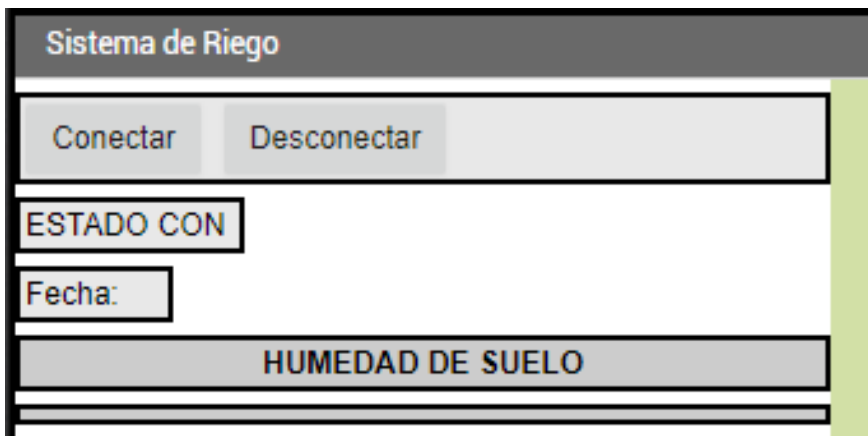 Sistema de Riego
Conectar Desconectar
ESTADO CON
Fecha:
HUMEDAD DE SUELO